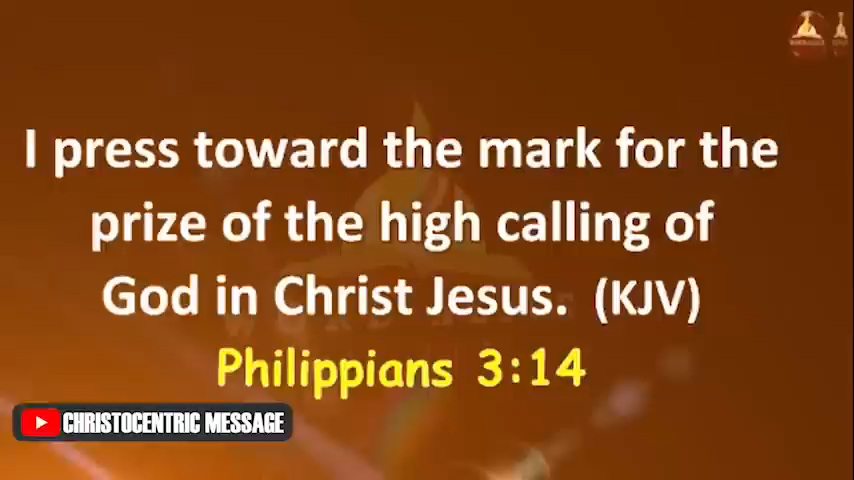 I press toward the mark for the
prize of the high calling of
God in Christ Jesus. (KJV)
Philippians 3:14
CHRISTOCENTRIC MESSAGE